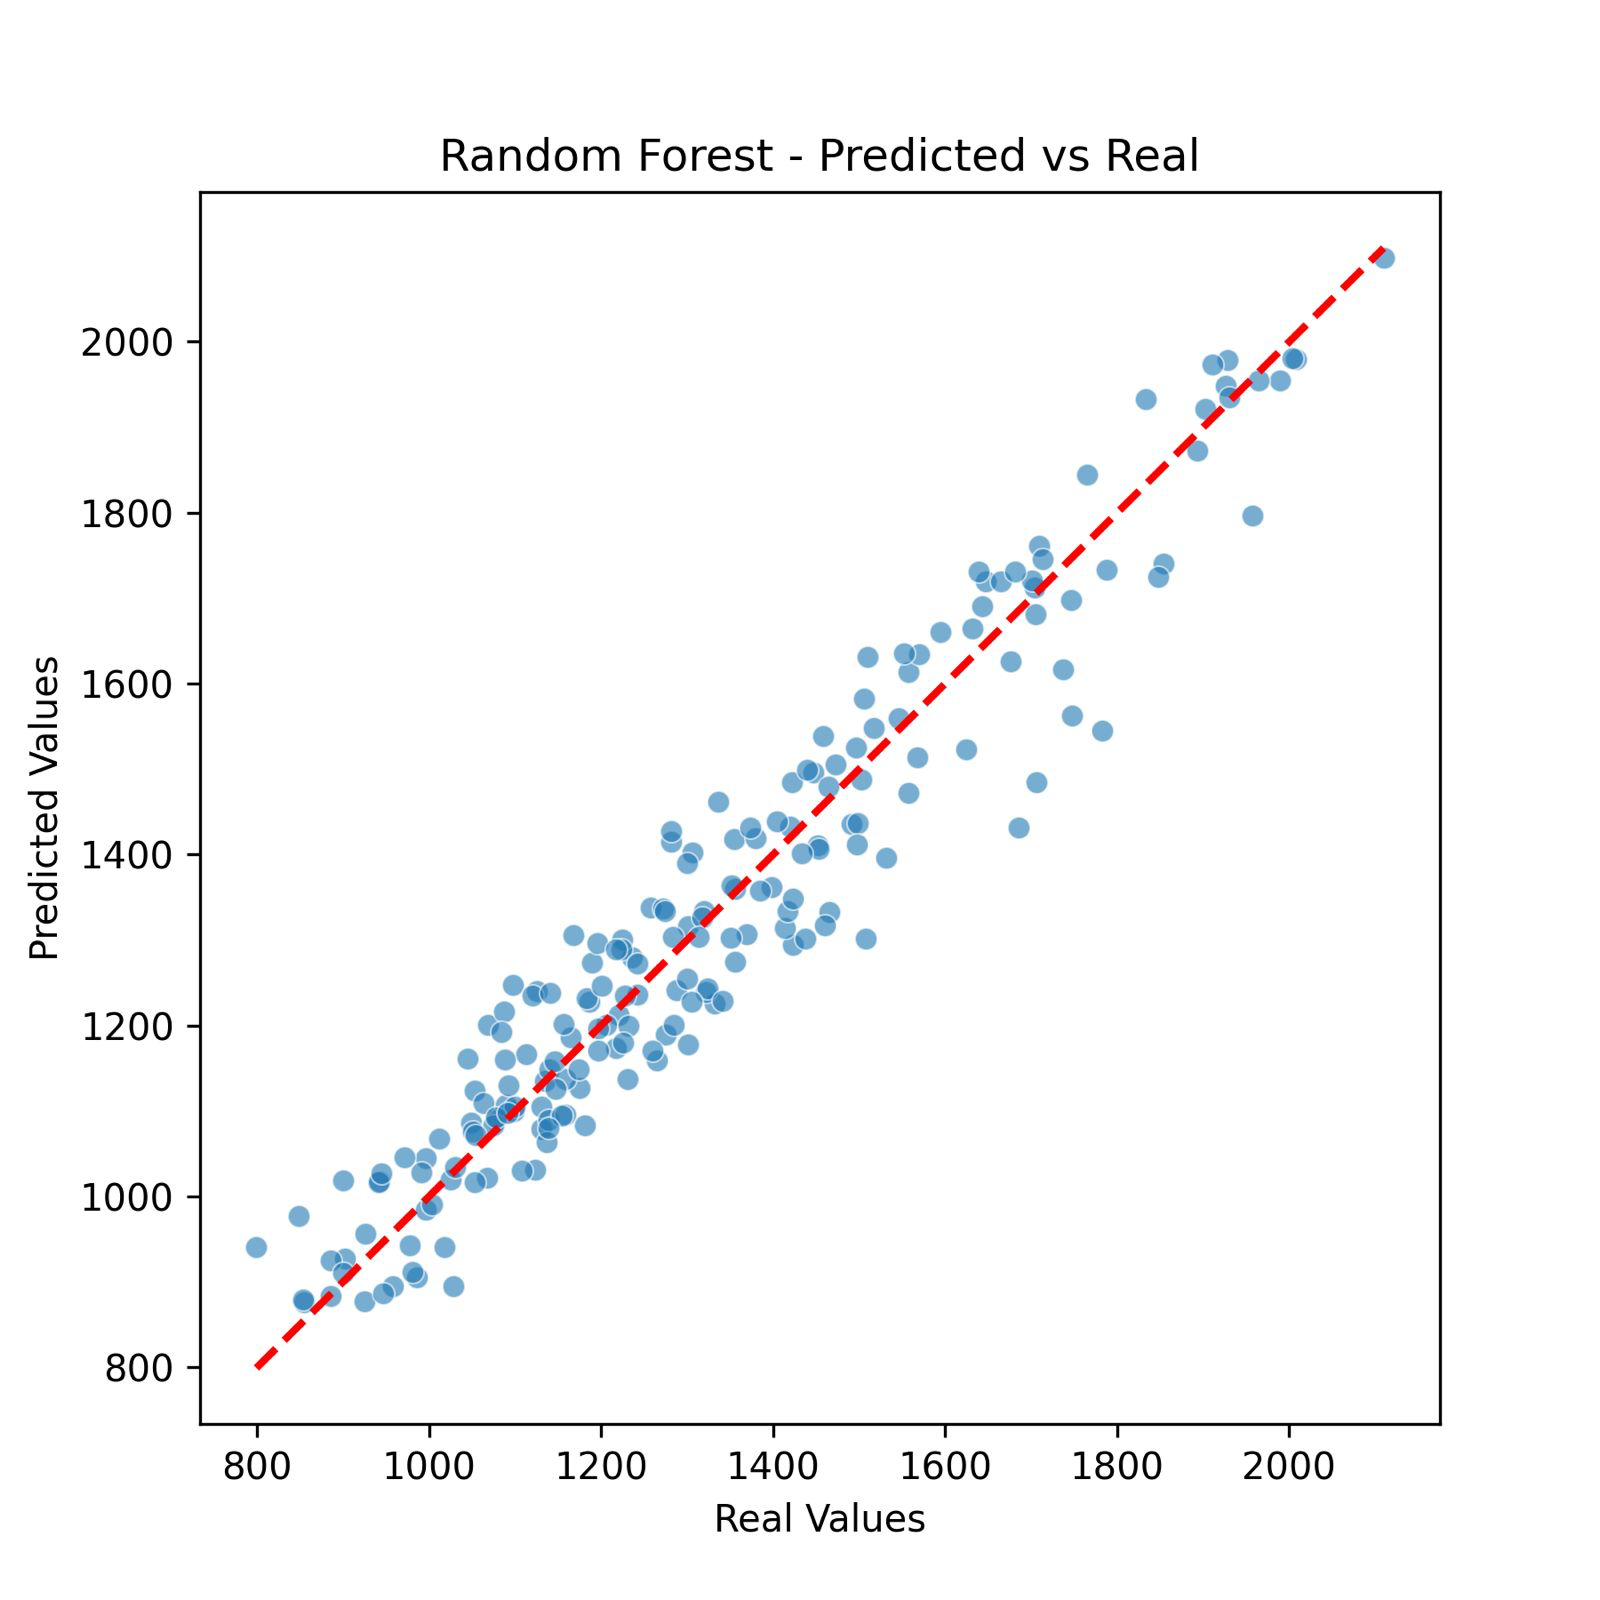 Random Forest - Predicted vs Real
2000
1800
1600
1400
1200
1000
800
Predicted Values
800 1000 1200 1400 1600 1800 2000
Real Values